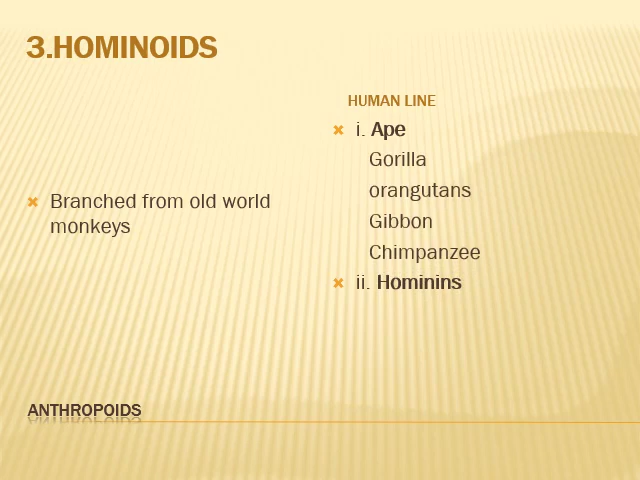 3.HOMINOIDS
Branched from old world
monkeys
HUMAN LINE
i. Ape
Gorilla
orangutans
Gibbon
Chimpanzee
ii. Hominins
ANTHROPOIDS